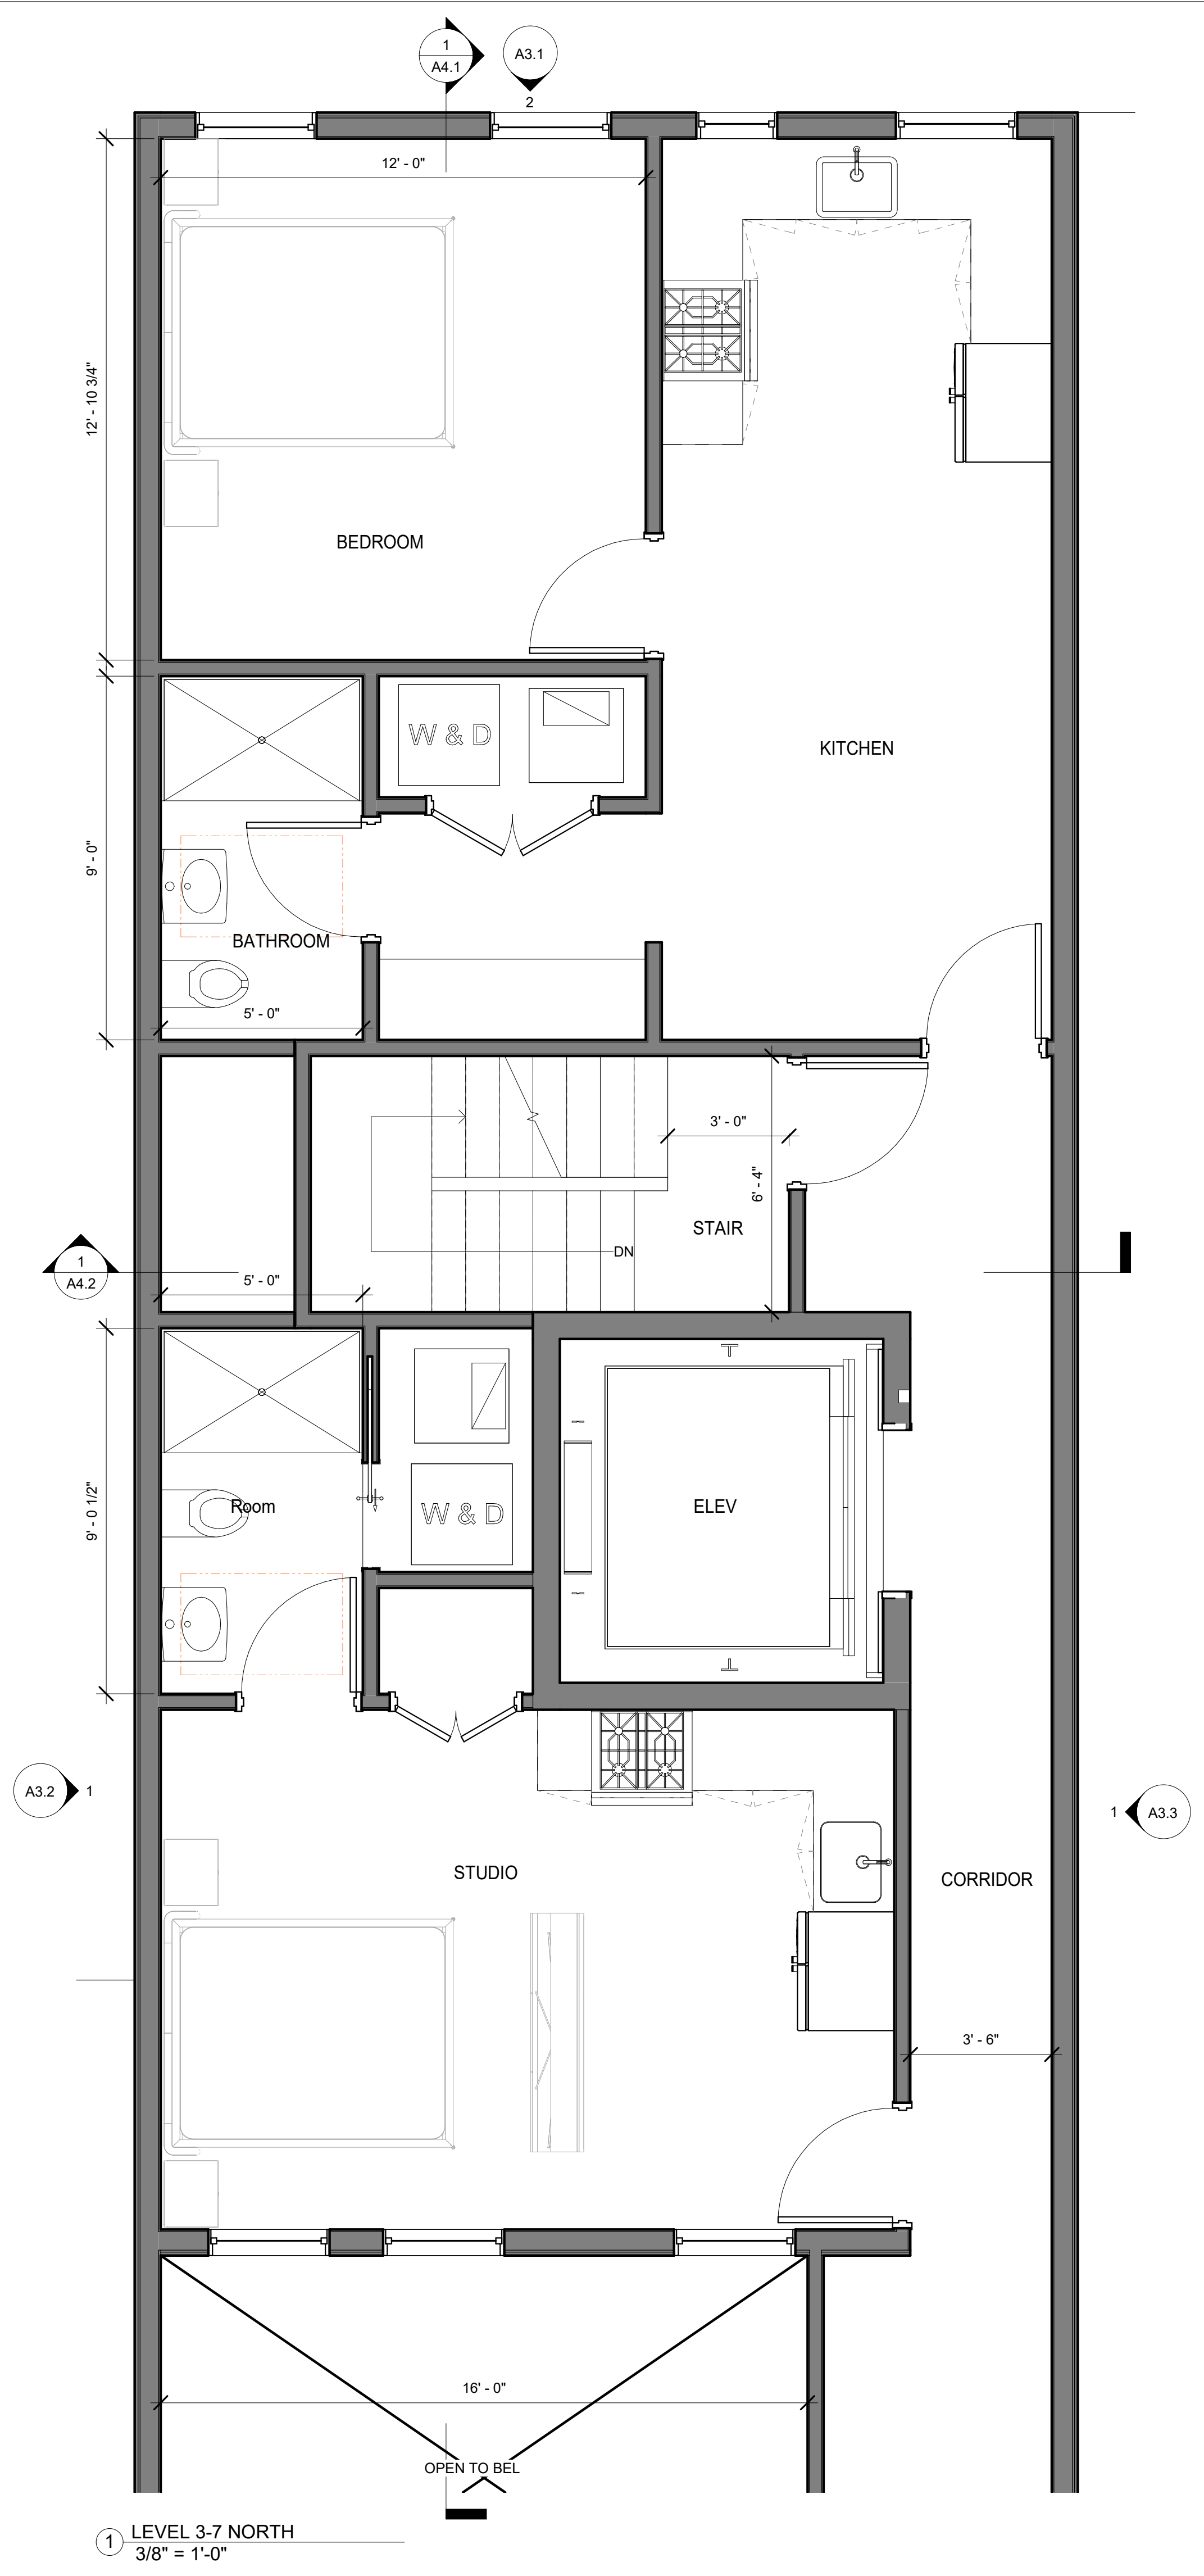 1
A4.1
A3.1
2
12' - 0"
12' - 10 3/4"
BEDROOM
W & D
KITCHEN
9' - 0"
BATHROOM
5' - 0"
3' - 0"
6' - 4"
STAIR
DN
1
A4.2
5' - 0"
9' - 0 1/2"
Room
W & D
ELEV
A3.2
1
1
A3.3
STUDIO
CORRIDOR
3' - 6"
16' - 0"
OPEN TO BEL
1
LEVEL 3-7 NORTH
3/8" = 1'-0"